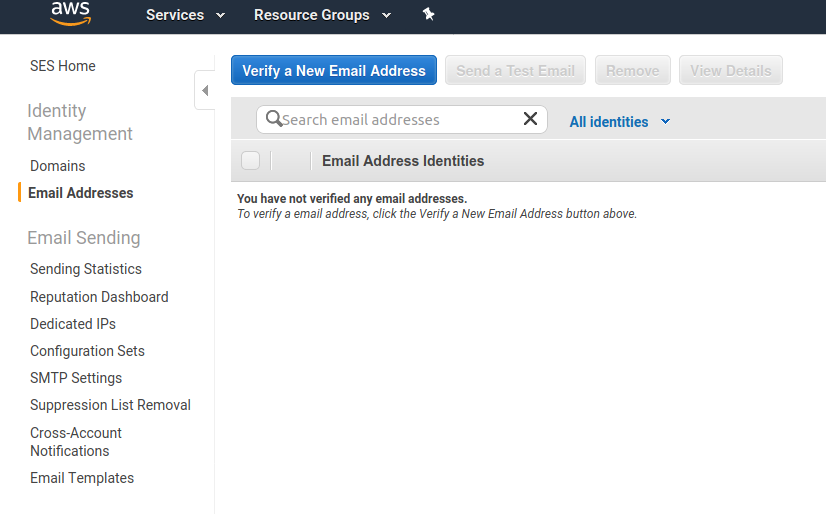 aws
Services
Resource Groups
SES Home
Identity
Management
Domains
Email Addresses
Email Sending
Sending Statistics
Reputation Dashboard
Dedicated IPs
Configuration Sets
SMTP Settings
Suppression List Removal
Cross-Account
Notifications
Email Templates
Verify a New Email Address
Send a Test Email
Remove
View Details
Search email addresses
All identities
Email Address Identities
You have not verified any email addresses.
To verify a email address, click the Verify a New Email Address button above.